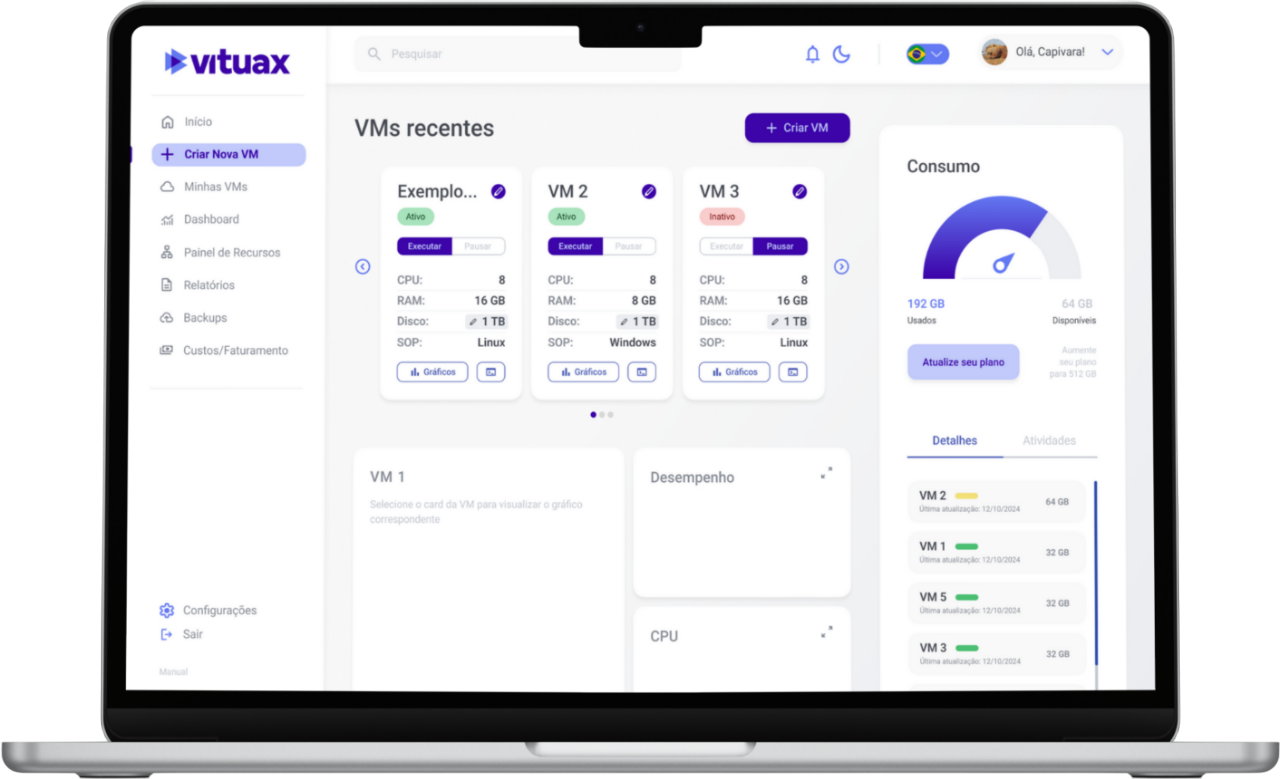 vituax
Pesquisar
Olá, Capivara!
Início
Criar Nova VM
Minhas VMs
Dashboard
Painel de Recursos
Relatórios
Backups
Custos/Faturamento
Configurações
Sair
Manual
VMs recentes
Criar VM
Exemplo...
Ativo
Executar Pausar
CPU: 8
RAM: 16 GB
Disco: 1 TB
SOP: Linux
Gráficos
VM 2
Ativo
Executar Pausar
CPU: 8
RAM: 8 GB
Disco: 1 TB
SOP: Windows
Gráficos
VM 3
Inativo
Executar Pausar
CPU: 8
RAM: 16 GB
Disco: 1 TB
SOP: Linux
Gráficos
VM 1
Selecione o card da VM para visualizar o gráfico
correspondente
Desempenho
CPU
Consumo
192 GB 64 GB
Usados Disponíveis
Atualize seu plano
Aumente
seu plano
para 512 GB
Detalhes Atividades
VM 2 64 GB
Última atualização: 12/10/2024
VM 1 32 GB
Última atualização: 12/10/2024
VM 5 32 GB
Última atualização: 12/10/2024
VM 3 32 GB
Última atualização: 12/10/2024